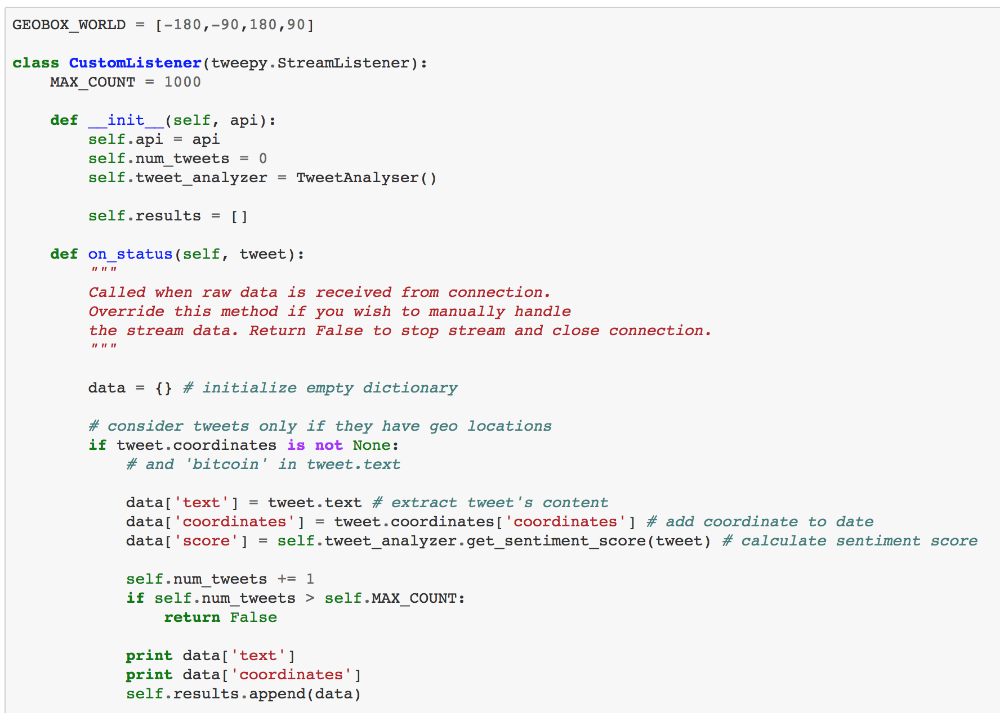 GEOBOX_WORLD = [-180,-90,180,90]
class CustomListener(tweepy.StreamListener):
    MAX_COUNT = 1000
    def __init__(self, api):
        self.api = api
        self.num_tweets = 0
        self.tweet_analyzer = TweetAnalyser()
        self.results = []
    def on_status(self, tweet):
        """
        Called when raw data is received from connection.
        Override this method if you wish to manually handle
        the stream data. Return False to stop stream and close connection.
        """
        data = {} # initialize empty dictionary
        # consider tweets only if they have geo locations
        if tweet.coordinates is not None:
            # and 'bitcoin' in tweet.text
            data['text'] = tweet.text # extract tweet's content
            data['coordinates'] = tweet.coordinates['coordinates'] # add coordinate to date
            data['score'] = self.tweet_analyzer.get_sentiment_score(tweet) # calculate sentiment score
            self.num_tweets += 1
            if self.num_tweets > self.MAX_COUNT:
                return False
            print data['text']
            print data['coordinates']
            self.results.append(data)